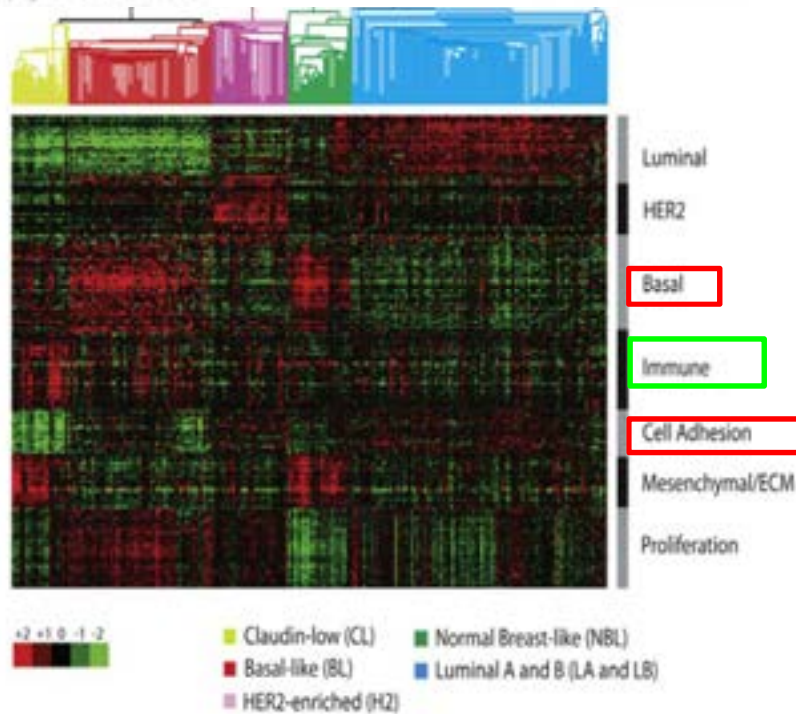 Luminal
HER2
Basal
Immune
Cell Adhesion
Mesenchymal/ECM
Proliferation
+2 +1 0 -1 -2
Claudin-low (CL)
Normal Breast-like (NBL)
Basal-like (BL)
Luminal A and B (LA and LB)
HER2-enriched (H2)